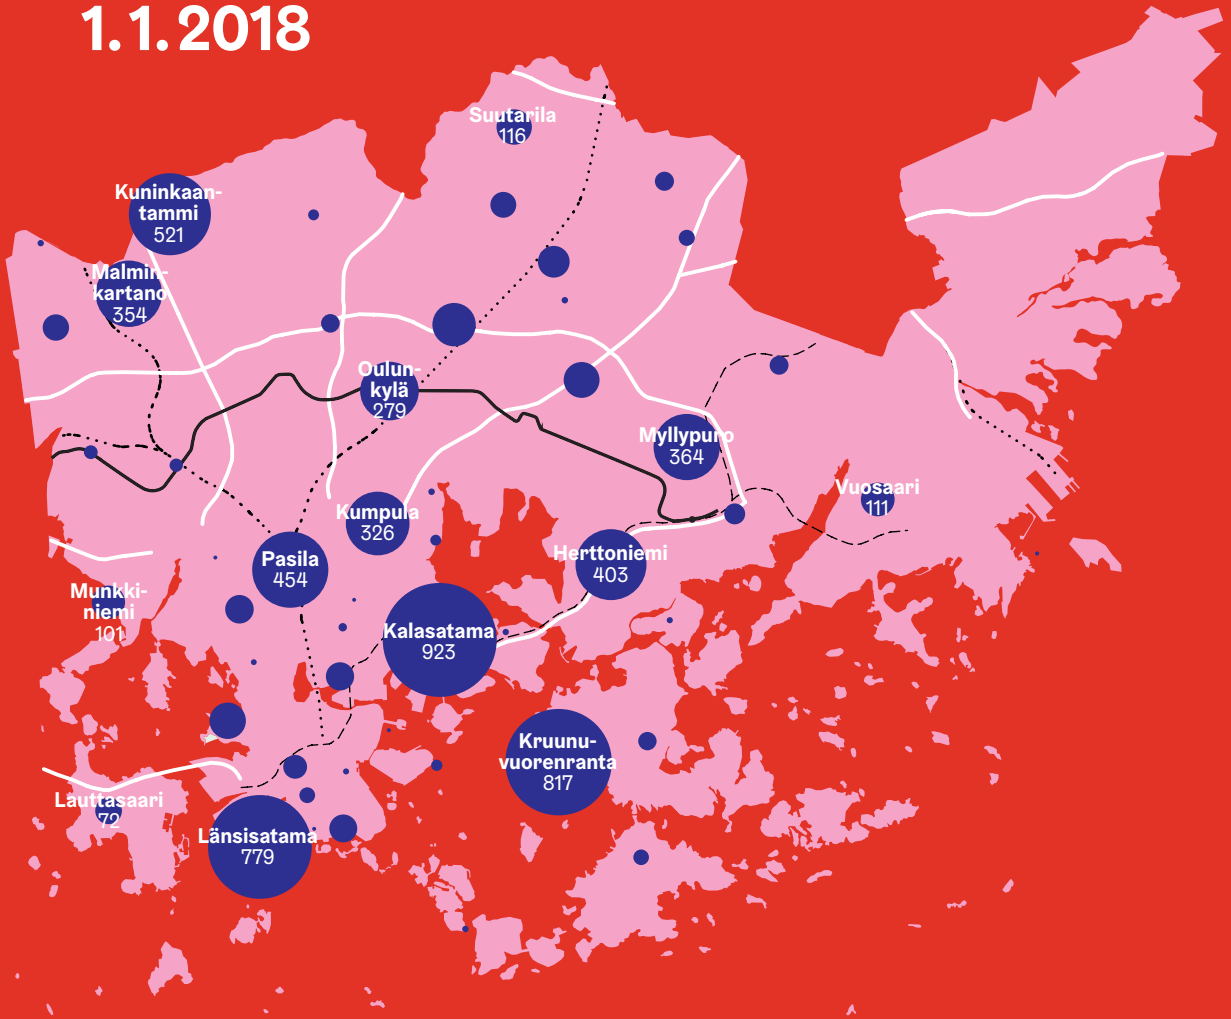 1.1.2018
Suutarila
116
Kuninkaan-
tammi
521
Malmin-
kartano
354
Oulun-
kylä
279
Myllypuro
364
Vuosaari
111
Kumpula
326
Pasila
454
Herttoniemi
403
Munkki-
niemi
101
Kalasatama
923
Kruunu-
vuorenranta
817
Lauttasaari
72
Länsisatama
779